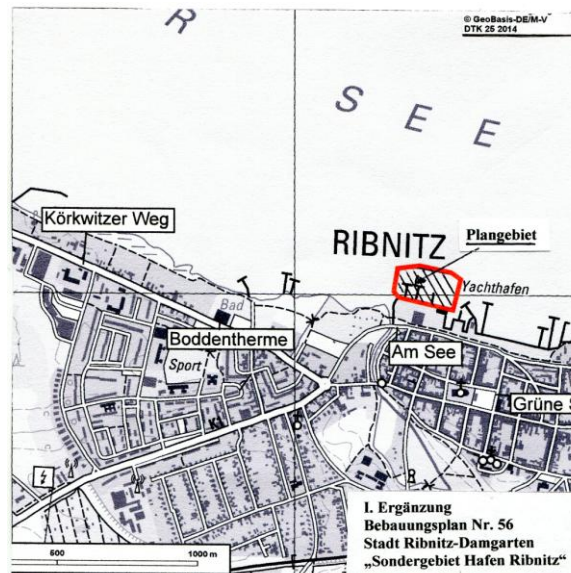 © GeoBasis-DE/M-V
DTK 25 2014
R
S E E
Körkwitzer Weg
RIBNITZ
Plangebiet
Yachthafen
Bad
Boddentherme
Sport
Am See
Grüne S
I. Ergänzung
Bebauungsplan Nr. 56
Stadt Ribnitz-Damgarten
„Sondergebiet Hafen Ribnitz“
600
1000 m